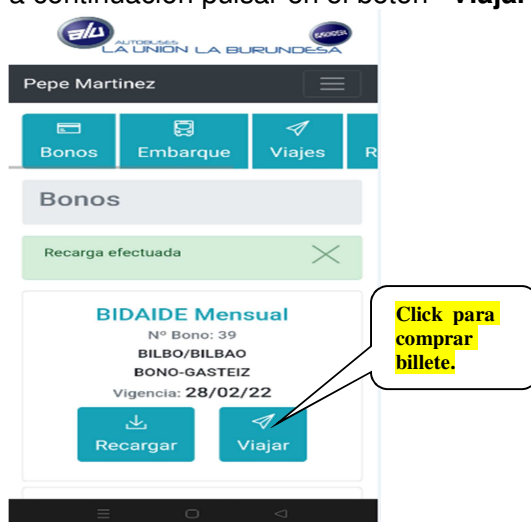 a continuación pulsar en el botón "Viajar
alu
AUTOBUSES
LA UNION LA BURUNDESA
Pepe Martinez
Bonos
Embarque
Viajes
R
Bonos
Recarga efectuada
BIDAIDE Mensual
Nº Bono: 39
BILBO/BILBAO
BONO-GASTEIZ
Vigencia: 28/02/22
Recargar
Viajar
Click para
comprar
billete.